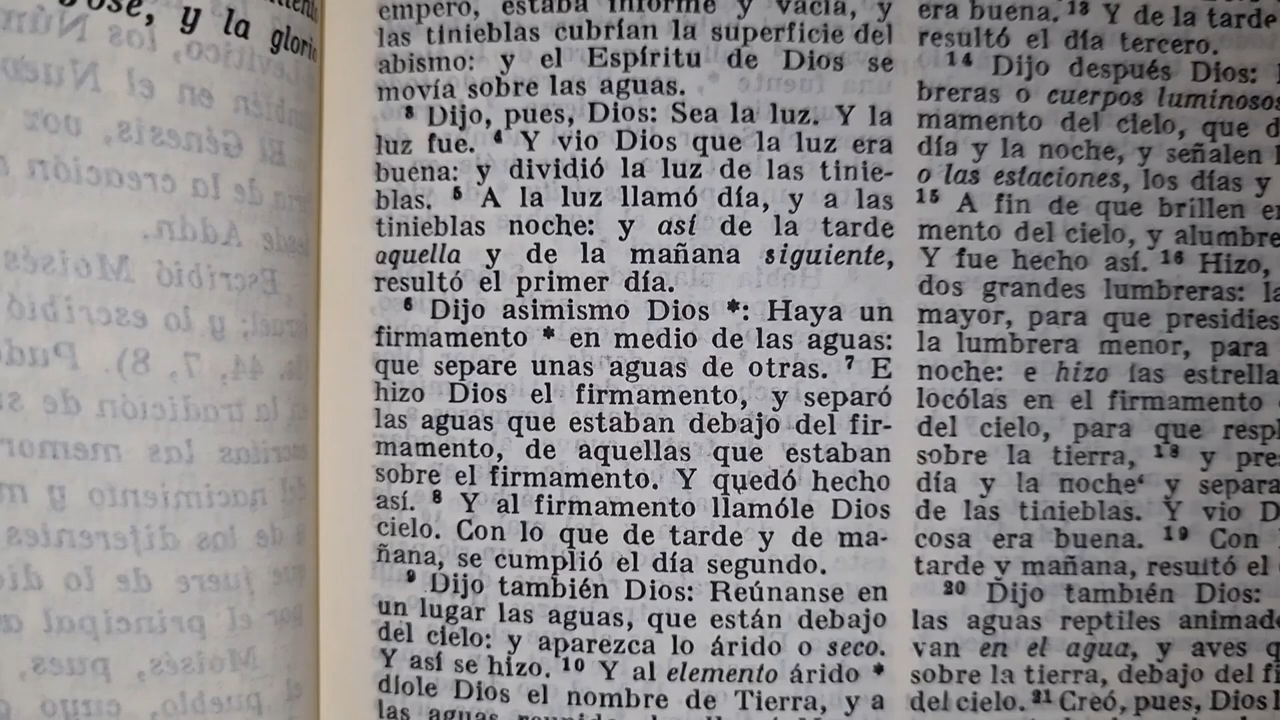 José, y la gloria
empero, estaba informe y vacía, y
las tinieblas cubrían la superficie del
abismo: y el Espíritu de Dios se
movía sobre las aguas.
³ Dijo, pues, Dios: Sea la luz. Y la
luz fue. ⁴ Y vio Dios que la luz era
buena: y dividió la luz de las tinie-
blas. ⁵ A la luz llamó día, y a las
tinieblas noche: y así de la tarde
aquella y de la mañana siguiente,
resultó el primer día.
⁶ Dijo asimismo Dios *: Haya un
firmamento * en medio de las aguas:
que separe unas aguas de otras. ⁷ E
hizo Dios el firmamento, y separó
las aguas que estaban debajo del fir-
mamento, de aquellas que estaban
sobre el firmamento. Y quedó hecho
así. ⁸ Y al firmamento llamóle Dios
cielo. Con lo que de tarde y de ma-
ñana, se cumplió el día segundo.
⁹ Dijo también Dios: Reúnanse en
un lugar las aguas, que están debajo
del cielo: y aparezca lo árido o seco.
Y así se hizo. ¹⁰ Y al elemento árido *
diole Dios el nombre de Tierra, y a
las aguas
era buena. ¹³ Y de la tarde
resultó el día tercero.
¹⁴ Dijo después Dios:
breras o cuerpos luminosos
mamento del cielo, que d
día y la noche, y señalen
o las estaciones, los días y
¹⁵ A fin de que brillen en
mento del cielo, y alumbre
Y fue hecho así. ¹⁶ Hizo,
dos grandes lumbreras: la
mayor, para que presidies
la lumbrera menor, para
noche: e hizo las estrella
locólas en el firmamento
del cielo, para que respl
sobre la tierra, ¹⁸ y pre
día y la noche y separa
de las tinieblas. Y vio D
cosa era buena. ¹⁹ Con
tarde y mañana, resultó el
²⁰ Dijo también Dios:
las aguas reptiles animado
van en el agua, y aves q
sobre la tierra, debajo del fi
del cielo. ²¹ Creó, pues, Dios l